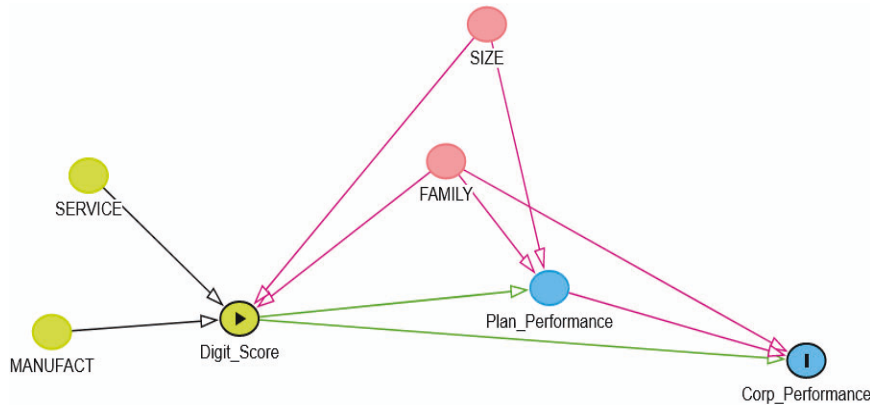 SIZE
FAMILY
SERVICE
Plan_Performance
MANUFACT
Digit_Score
Corp_Performance